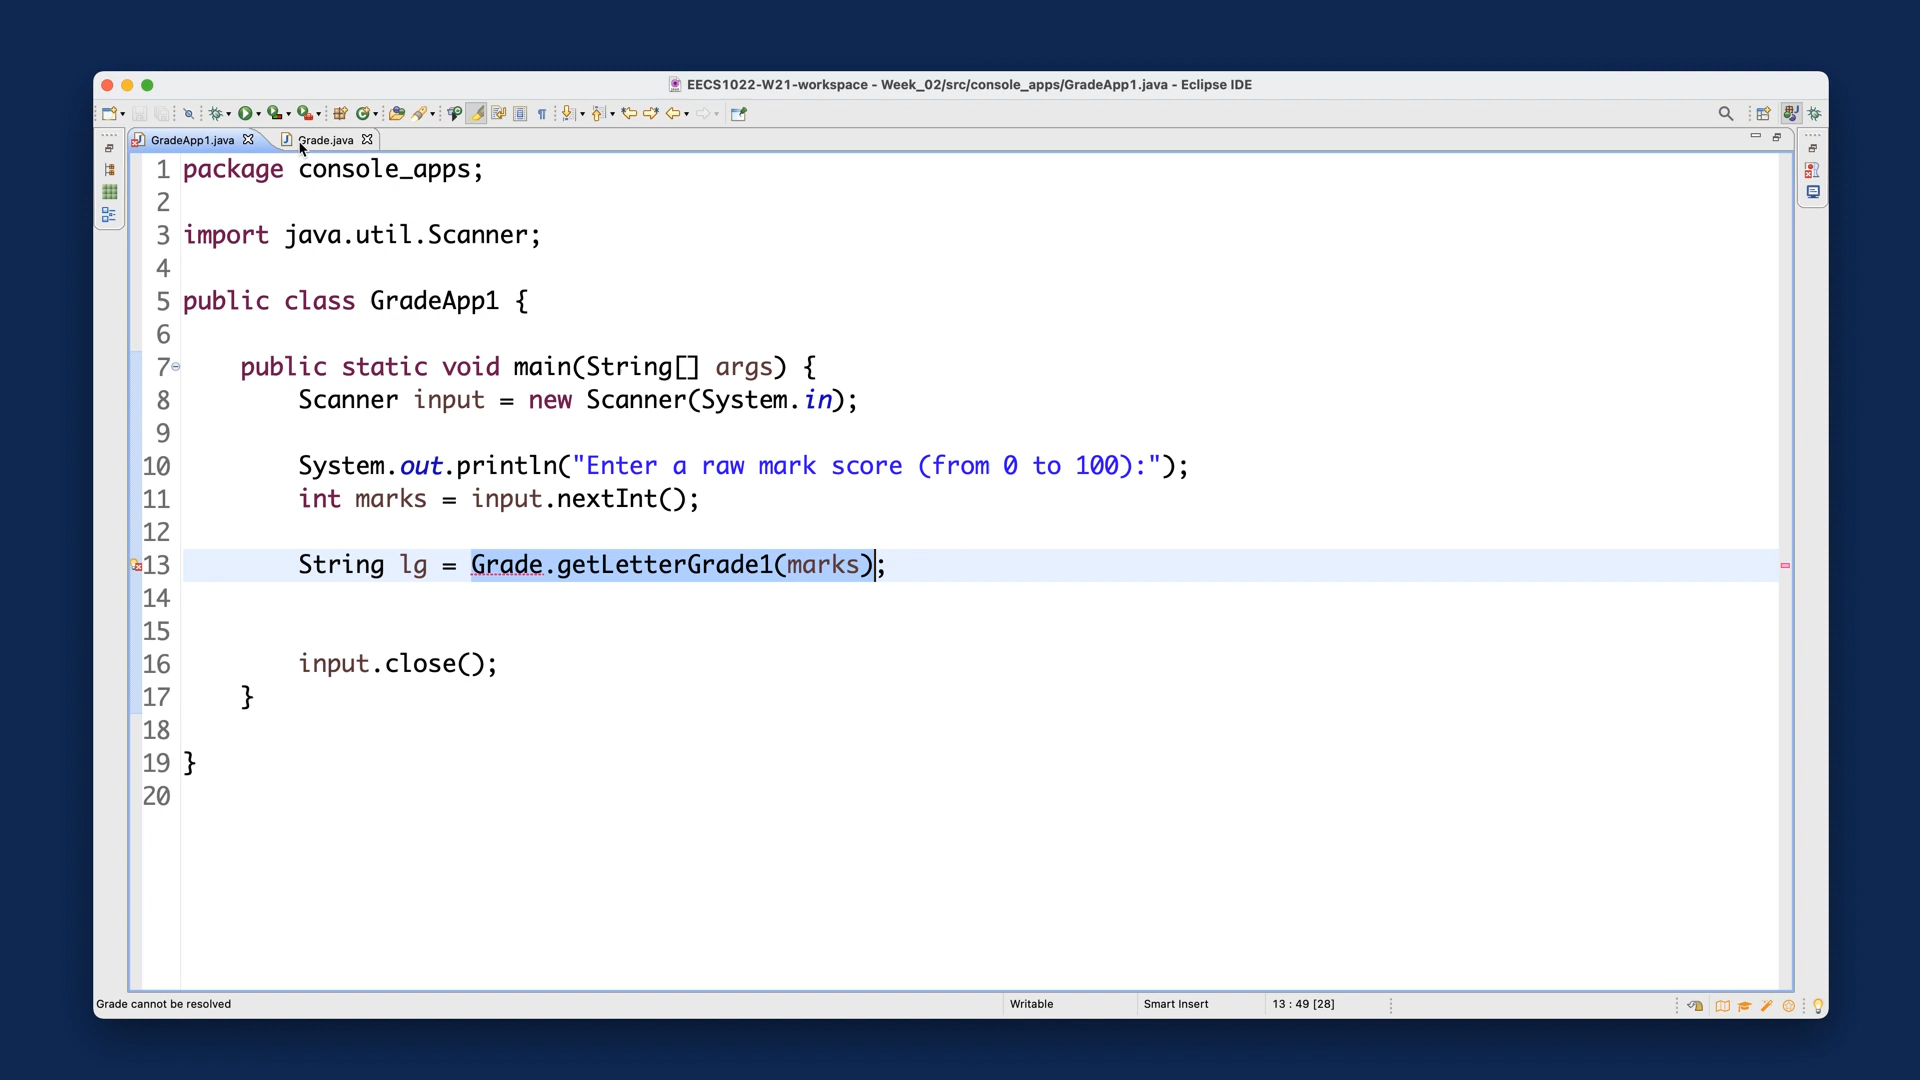 EECS1022-W21-workspace - Week_02/src/console_apps/GradeApp1.java - Eclipse IDE
GradeApp1.java
Grade.java
1 package console_apps;
2
3 import java.util.Scanner;
4
5 public class GradeApp1 {
6
7 public static void main(String[] args) {
8 Scanner input = new Scanner(System.in);
9
10 System.out.println("Enter a raw mark score (from 0 to 100):");
11 int marks = input.nextInt();
12
13 String lg = Grade.getLetterGrade1(marks);
14
15
16 input.close();
17 }
18
19 }
20
Grade cannot be resolved
Writable
Smart Insert
13 : 49 [28]